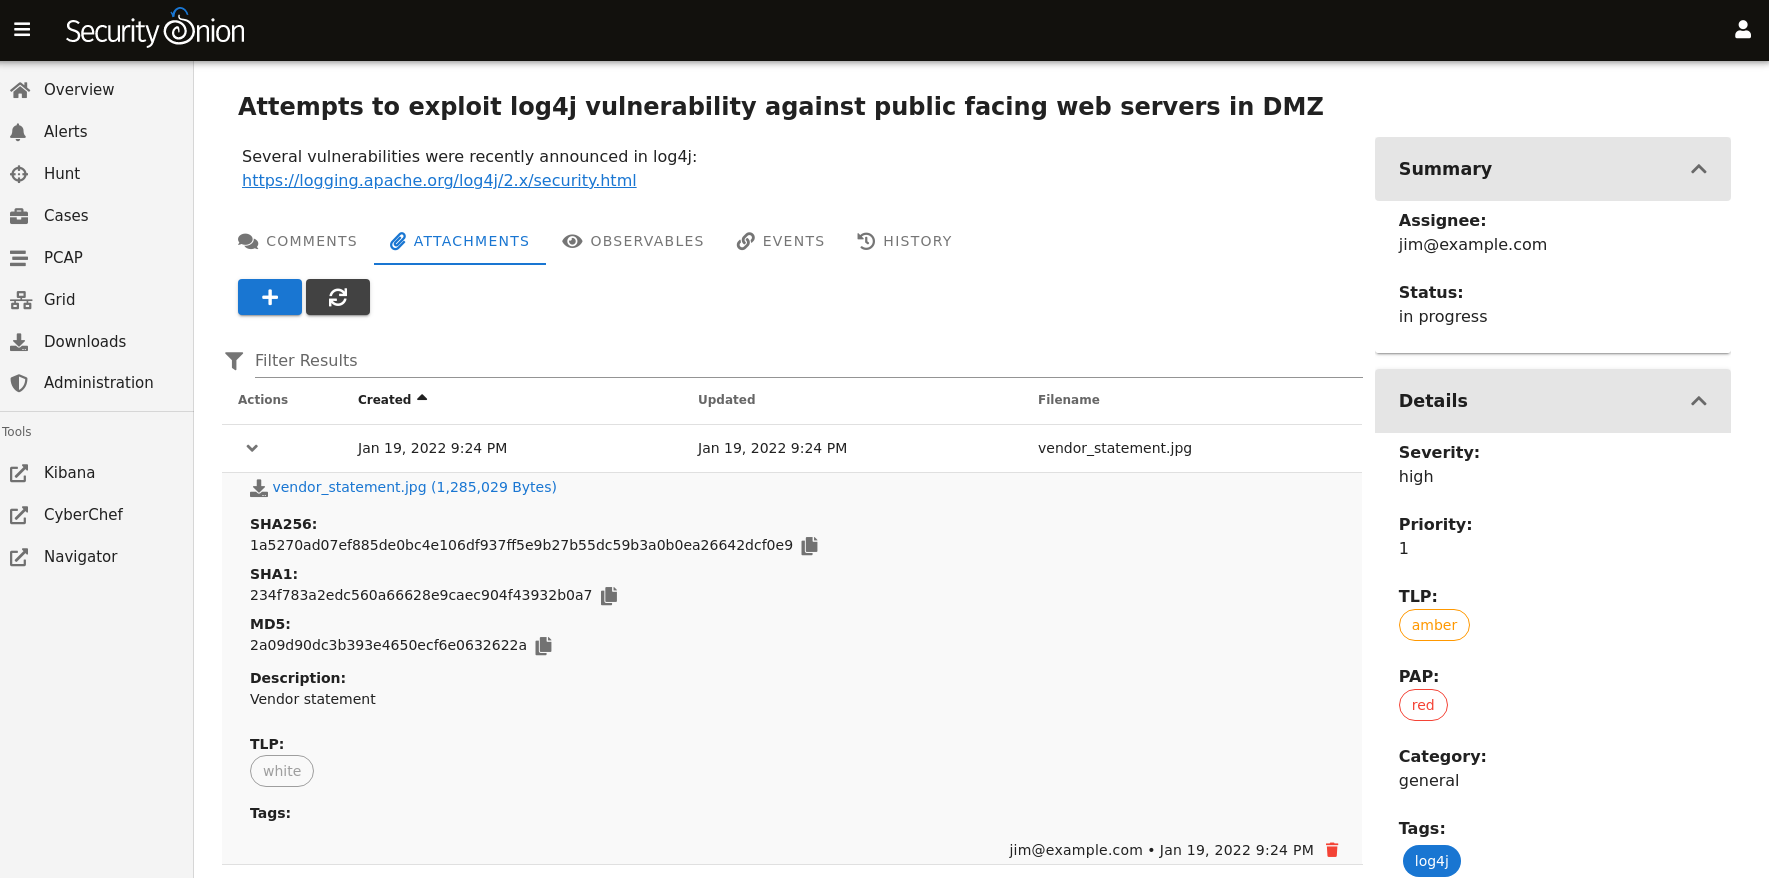 Security Onion
Overview
Alerts
Hunt
Cases
PCAP
Grid
Downloads
Administration
Tools
Kibana
CyberChef
Navigator
Attempts to exploit log4j vulnerability against public facing web servers in DMZ
Several vulnerabilities were recently announced in log4j:
https://logging.apache.org/log4j/2.x/security.html
COMMENTS ATTACHMENTS OBSERVABLES EVENTS HISTORY
Filter Results
Actions Created Updated Filename
Jan 19, 2022 9:24 PM Jan 19, 2022 9:24 PM vendor_statement.jpg
vendor_statement.jpg (1,285,029 Bytes)
SHA256:
1a5270ad07ef885de0bc4e106df937ff5e9b27b55dc59b3a0b0ea26642dcf0e9
SHA1:
234f783a2edc560a66628e9caec904f43932b0a7
MD5:
2a09d90dc3b393e4650ecf6e0632622a
Description:
Vendor statement
TLP:
white
Tags:
jim@example.com • Jan 19, 2022 9:24 PM
Summary
Assignee:
jim@example.com
Status:
in progress
Details
Severity:
high
Priority:
1
TLP:
amber
PAP:
red
Category:
general
Tags:
log4j